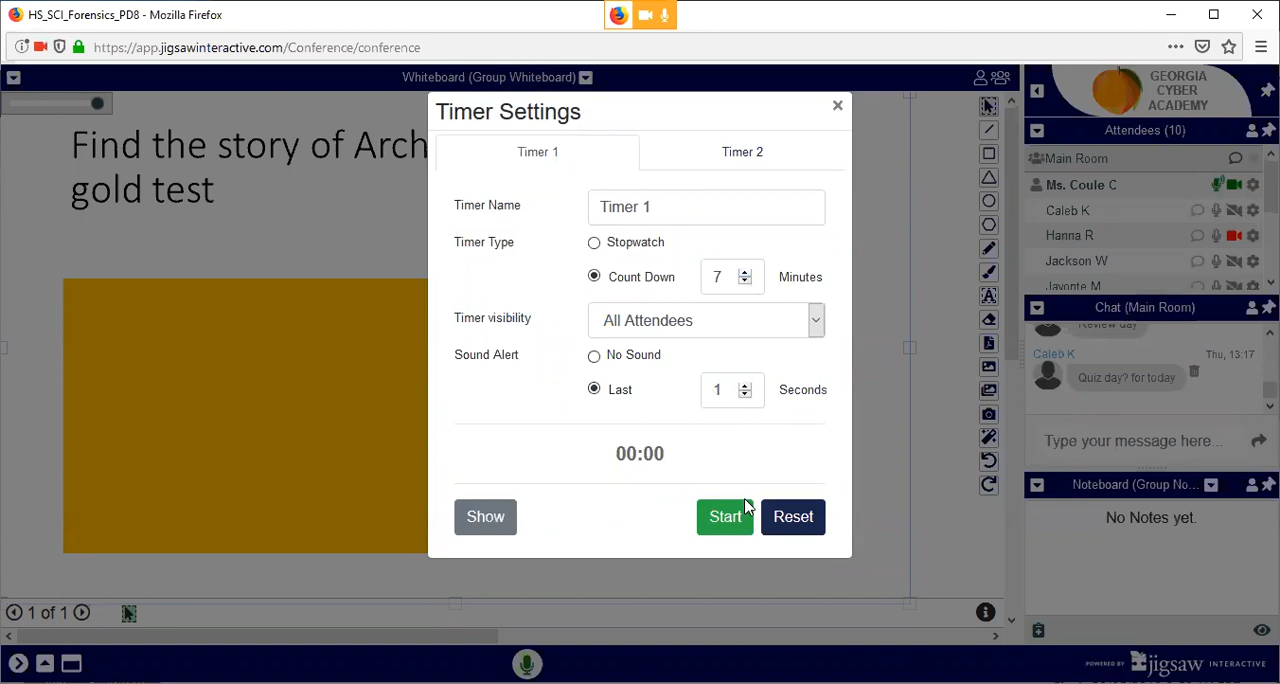 HS_SCI_Forensics_PD8 - Mozilla Firefox
https://app.jigsawinteractive.com/Conference/conference
Whiteboard (Group Whiteboard)
Find the story of Arch
gold test
Timer Settings
Timer 1
Timer 2
Timer Name
Timer 1
Timer Type
Stopwatch
Count Down
7
Minutes
Timer visibility
All Attendees
Sound Alert
No Sound
Last
1
Seconds
00:00
Show
Start
Reset
GEORGIA
CYBER
ACADEMY
Attendees (10)
Main Room
Ms. Coule C
Caleb K
Hanna R
Jackson W
Javonte M
Chat (Main Room)
Review day
Caleb K
Thu, 13:17
Quiz day? for today
Type your message here...
Noteboard (Group No...
No Notes yet.
1 of 1
POWERED BY jigsaw INTERACTIVE